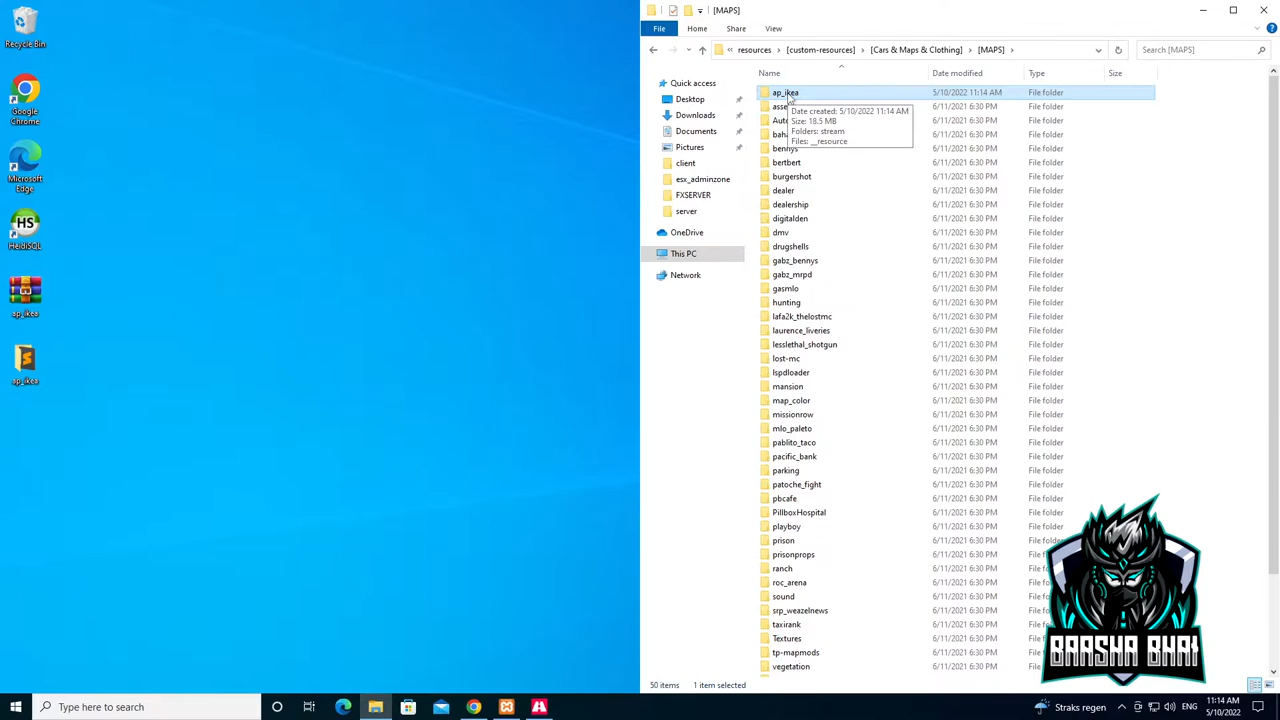 Recycle Bin
Google Chrome
Microsoft Edge
HS
HeidiSQL
ap_ikea
ap_ikea
[MAPS]
File
Home
Share
View
« resources > [custom-resources] > [Cars & Maps & Clothing] > [MAPS] >
Search [MAPS]
Quick access
Desktop
Downloads
Documents
Pictures
client
esx_adminzone
FXSERVER
server
OneDrive
This PC
Network
Name Date modified Type Size
ap_ikea 5/10/2022 11:14 AM File folder
6/11/2021 6:30 PM File folder
6/11/2021 6:30 PM File folder
6/11/2021 6:30 PM File folder
Date created: 5/10/2022 11:14 AM
Size: 18.5 MB
Folders: stream
Files: __resource
bennys 6/11/2021 6:30 PM File folder
bertbert 6/11/2021 6:30 PM File folder
burgershot 6/11/2021 6:30 PM File folder
dealer 6/11/2021 6:30 PM File folder
dealership 6/11/2021 6:30 PM File folder
digitalden 6/11/2021 6:30 PM File folder
dmv 6/11/2021 6:30 PM File folder
drugshells 6/11/2021 6:30 PM File folder
gabz_bennys 6/11/2021 6:30 PM File folder
gabz_mrpd 6/11/2021 6:30 PM File folder
gasmlo 6/11/2021 6:30 PM File folder
hunting 6/11/2021 6:30 PM File folder
lafa2k_thelostmc 6/11/2021 6:30 PM File folder
laurence_liveries 6/11/2021 6:30 PM File folder
lesslethal_shotgun 6/11/2021 6:30 PM File folder
lost-mc 6/11/2021 6:30 PM File folder
lspdloader 6/11/2021 6:30 PM File folder
mansion 6/11/2021 6:30 PM File folder
map_color 6/11/2021 6:30 PM File folder
missionrow 6/11/2021 6:30 PM File folder
mlo_paleto 6/11/2021 6:30 PM File folder
pablito_taco 6/11/2021 6:30 PM File folder
pacific_bank 6/11/2021 6:30 PM File folder
parking 6/11/2021 6:30 PM File folder
patoche_fight 6/11/2021 6:30 PM File folder
pbcafe 6/11/2021 6:30 PM File folder
PillboxHospital 6/11/2021 6:30 PM File folder
playboy 6/11/2021 6:30 PM File folder
prison 6/11/2021 6:30 PM File folder
prisonprops 6/11/2021 6:30 PM File folder
ranch 6/11/2021 6:30 PM File folder
roc_arena 6/11/2021 6:30 PM File folder
sound 6/11/2021 6:30 PM File folder
srp_weazelnews 6/11/2021 6:30 PM
taxirank 6/11/2021 6:30 PM
Textures 6/11/2021 6:30 PM
tp-mapmods 6/11/2021 6:30 PM
vegetation 6/11/2021 6:30 PM
BAASHA BHAI
50 items 1 item selected
Type here to search
Straks regen
ENG
11:14 AM
5/10/2022